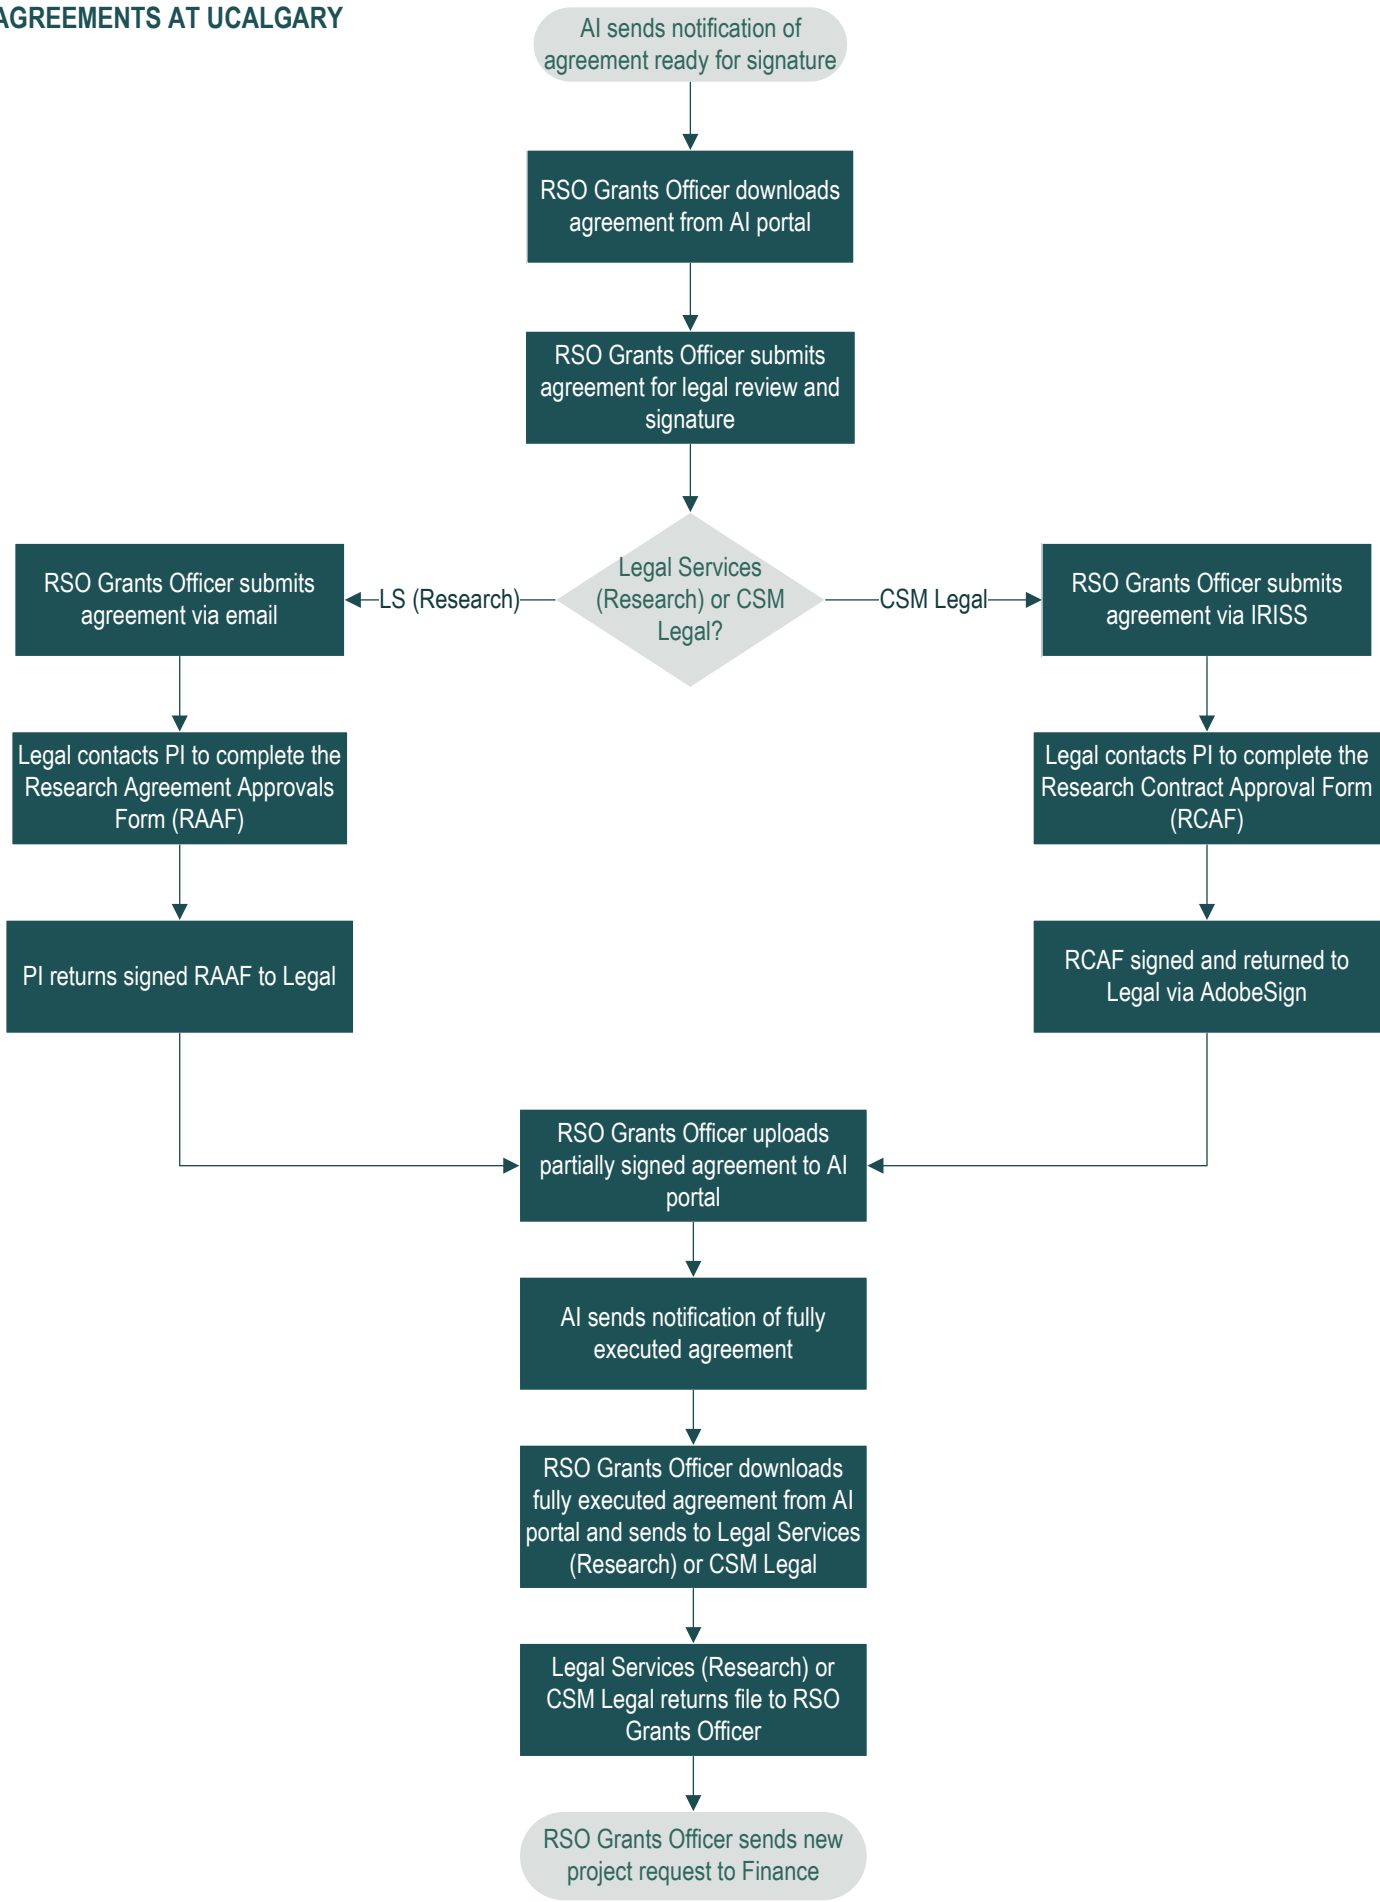 AGREEMENTS AT UCALGARY
AI sends notification of
agreement ready for signature
RSO Grants Officer downloads
agreement from AI portal
RSO Grants Officer submits
agreement for legal review and
signature
Legal Services
(Research) or CSM
Legal?
LS (Research)
CSM Legal
RSO Grants Officer submits
agreement via email
RSO Grants Officer submits
agreement via IRISS
Legal contacts PI to complete the
Research Agreement Approvals
Form (RAAF)
Legal contacts PI to complete the
Research Contract Approval Form
(RCAF)
PI returns signed RAAF to Legal
RCAF signed and returned to
Legal via AdobeSign
RSO Grants Officer uploads
partially signed agreement to AI
portal
AI sends notification of fully
executed agreement
RSO Grants Officer downloads
fully executed agreement from AI
portal and sends to Legal Services
(Research) or CSM Legal
Legal Services (Research) or
CSM Legal returns file to RSO
Grants Officer
RSO Grants Officer sends new
project request to Finance